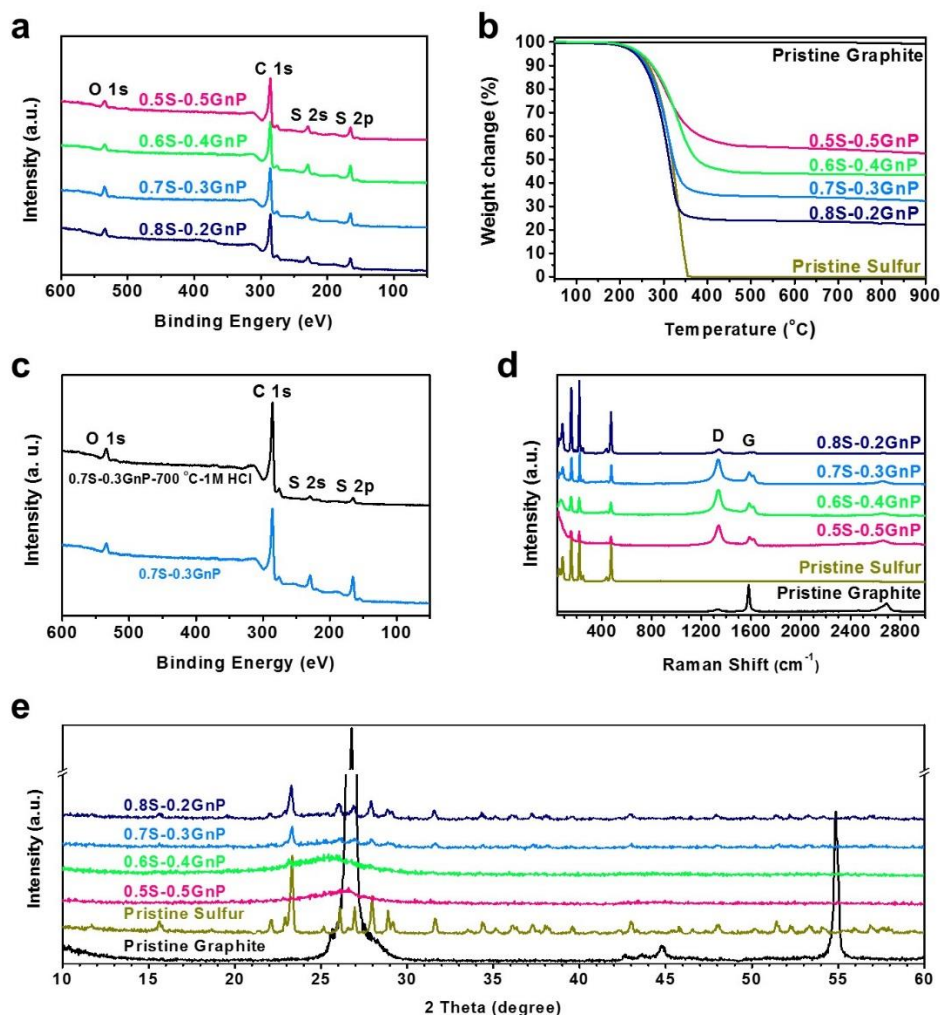 a
O 1s
C 1s
S 2s
S 2p
0.5S-0.5GnP
0.6S-0.4GnP
0.7S-0.3GnP
0.8S-0.2GnP
Intensity (a.u.)
600 500 400 300 200 100
Binding Engery (eV)
b
100
90
80
70
60
50
40
30
20
10
0
Weight change (%)
Pristine Graphite
0.5S-0.5GnP
0.6S-0.4GnP
0.7S-0.3GnP
0.8S-0.2GnP
Pristine Sulfur
100 200 300 400 500 600 700 800 900
Temperature (°C)
c
C 1s
O 1s
S 2s
S 2p
0.7S-0.3GnP-700 °C-1M HCl
0.7S-0.3GnP
Intensity (a. u.)
600 500 400 300 200 100
Binding Energy (eV)
d
D
G
0.8S-0.2GnP
0.7S-0.3GnP
0.6S-0.4GnP
0.5S-0.5GnP
Pristine Sulfur
Pristine Graphite
Intensity (a.u.)
400 800 1200 1600 2000 2400 2800
Raman Shift (cm⁻¹)
e
0.8S-0.2GnP
0.7S-0.3GnP
0.6S-0.4GnP
0.5S-0.5GnP
Pristine Sulfur
Pristine Graphite
Intensity (a.u.)
10 15 20 25 30 35 40 45 50 55 60
2 Theta (degree)